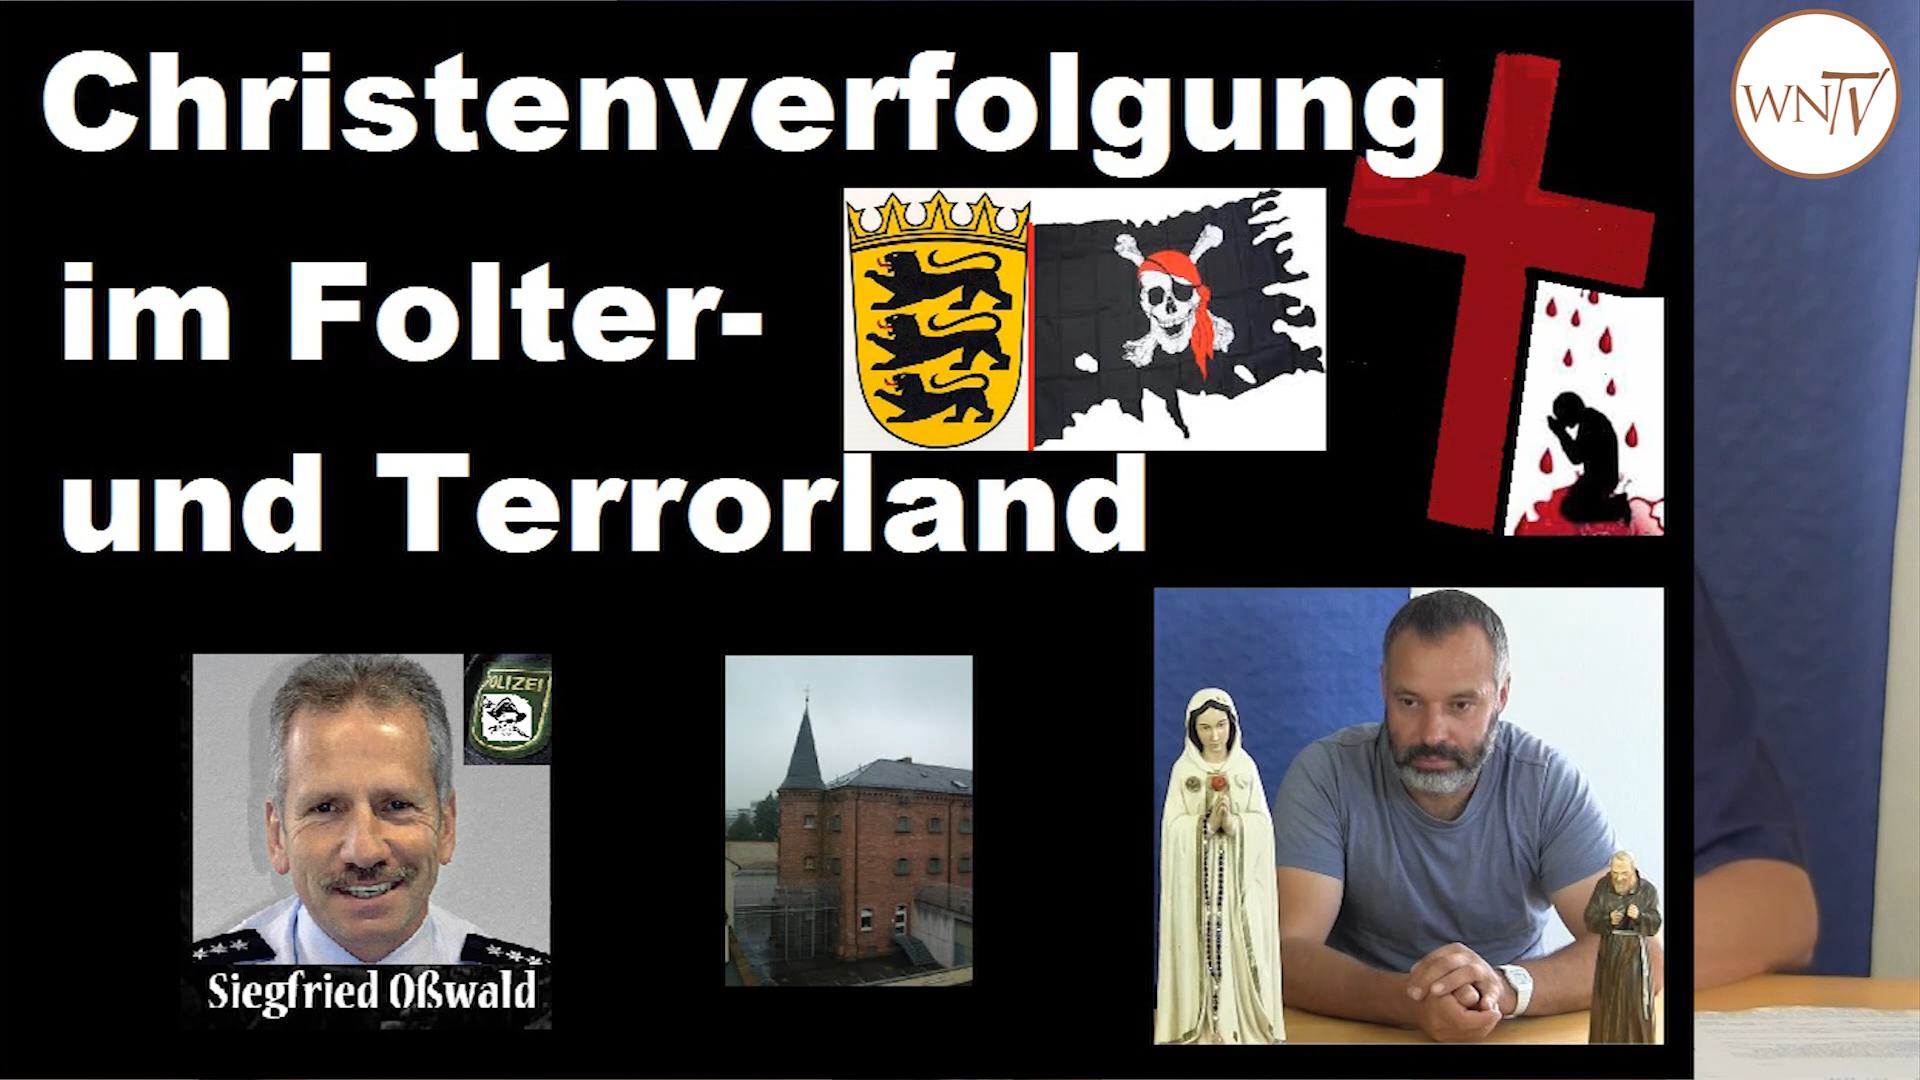 Christenverfolgung
WNTV
im Folter-
und Terrorland
POLIZEI
Siegfried Oßwald